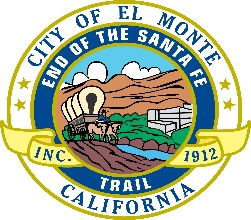 CITY OF EL MONTE
END OF THE SANTA FE
INC. 1912
TRAIL
CALIFORNIA